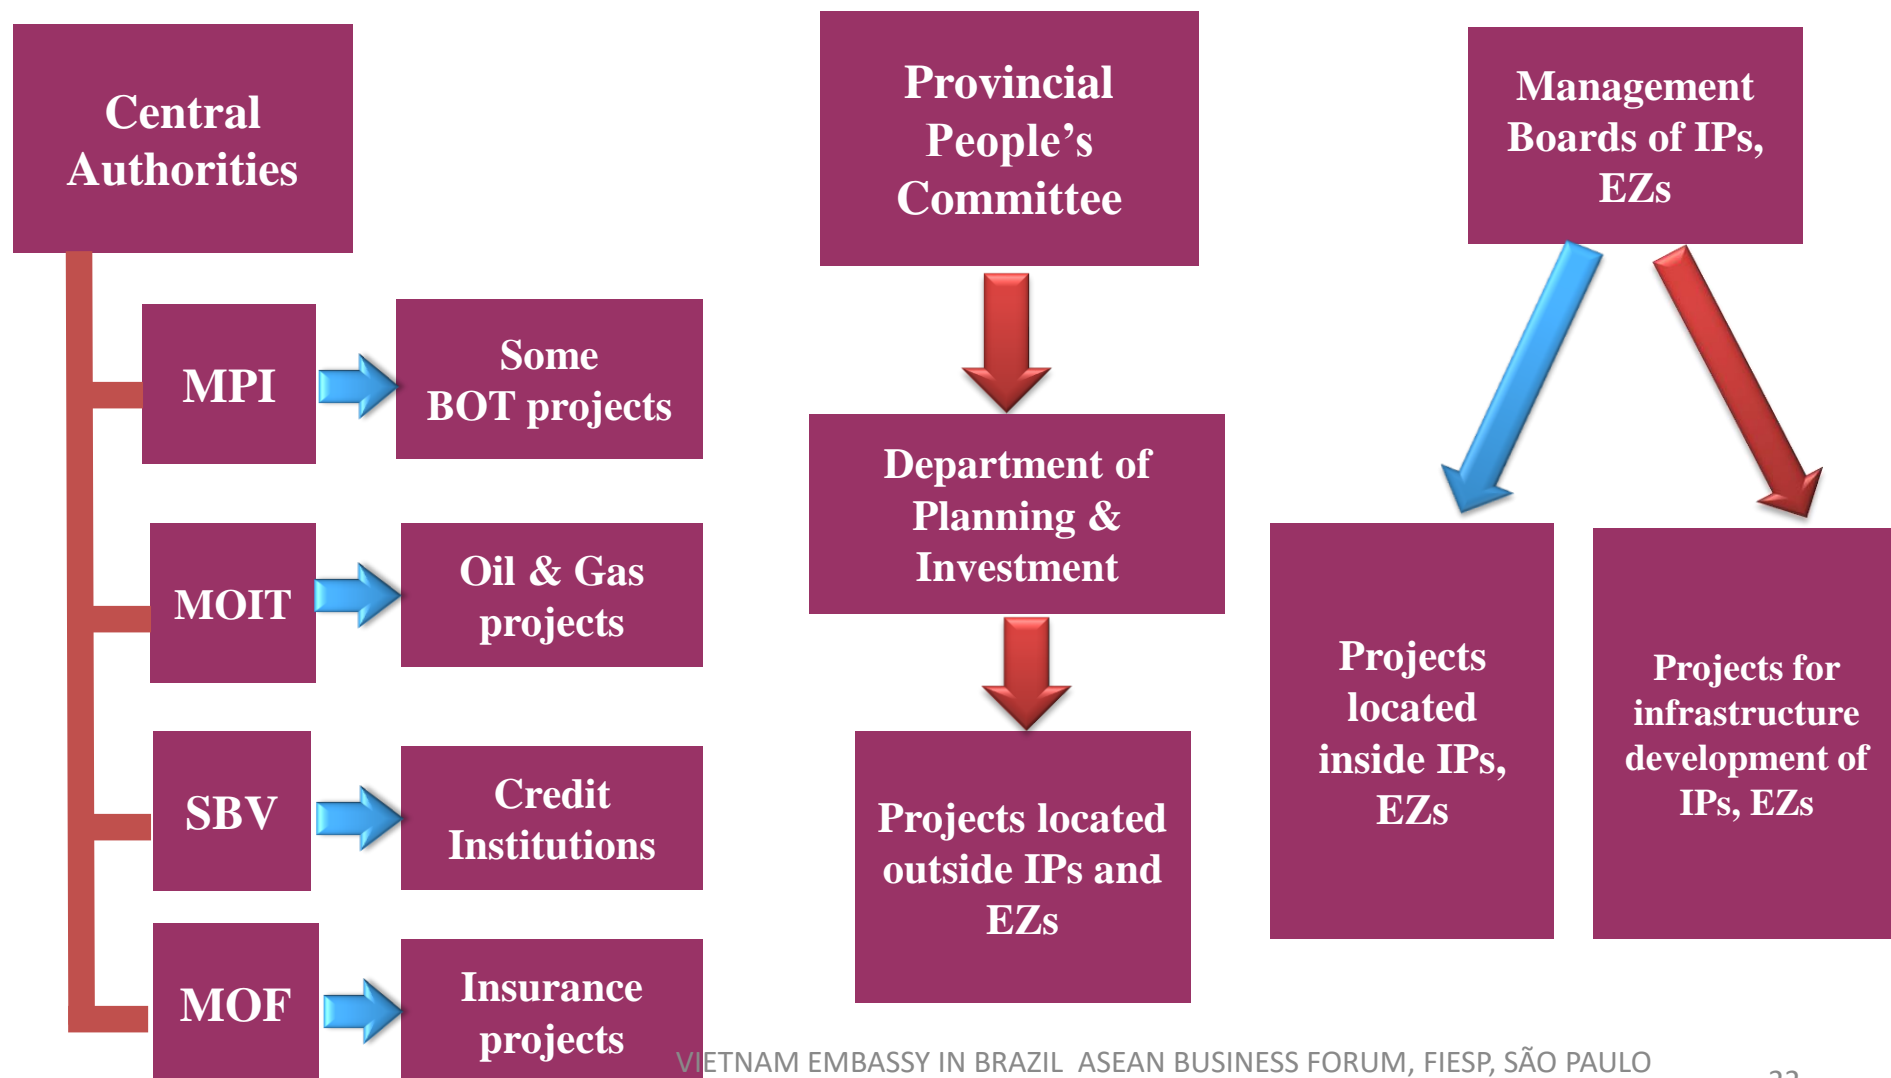 Central
Authorities
MPI
Some
BOT projects
MOIT
Oil & Gas
projects
SBV
Credit
Institutions
MOF
Insurance
projects
Provincial
People’s
Committee
Department of
Planning &
Investment
Projects located
outside IPs and
EZs
Management
Boards of IPs,
EZs
Projects
located
inside IPs,
EZs
Projects for
infrastructure
development of
IPs, EZs
VIETNAM EMBASSY IN BRAZIL  ASEAN BUSINESS FORUM, FIESP, SÃO PAULO